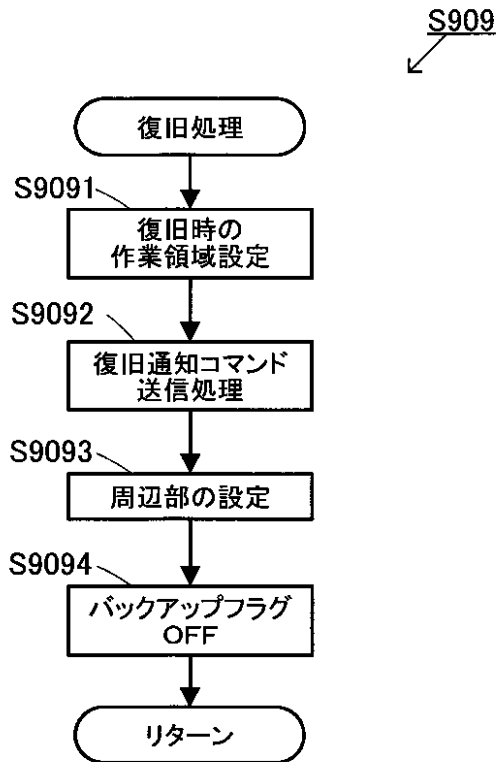 S909
復旧処理
S9091
復旧時の
作業領域設定
S9092
復旧通知コマンド
送信処理
S9093
周辺部の設定
S9094
バックアップフラグ
OFF
リターン